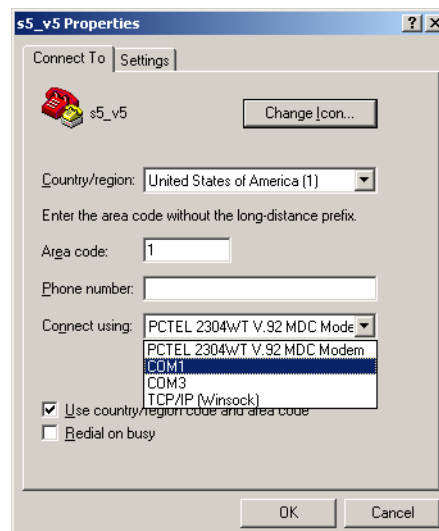 s5_v5 Properties
Connect To
Settings
s5_v5
Change Icon...
Country/region: United States of America (1)
Enter the area code without the long-distance prefix.
Area code: 1
Phone number:
Connect using: PCTEL 2304WT V.92 MDC Mode
PCTEL 2304WT V.92 MDC Modem
COM1
COM3
TCP/IP (Winsock)
Use country/region code and area code
Redial on busy
OK
Cancel